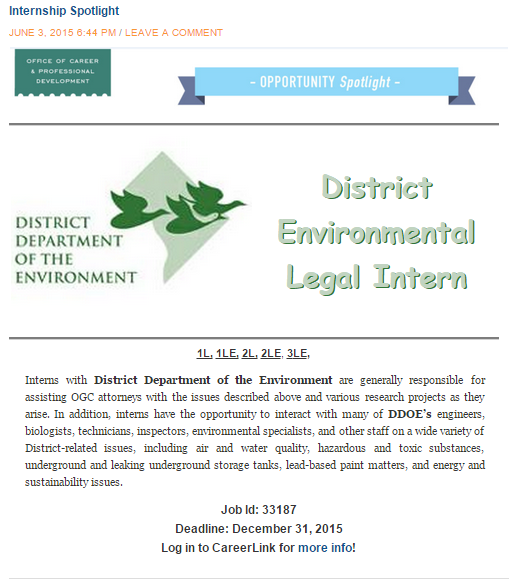 Internship Spotlight
JUNE 3, 2015 6:44 PM / LEAVE A COMMENT
OFFICE OF CAREER
& PROFESSIONAL
DEVELOPMENT
– OPPORTUNITY Spotlight –
DISTRICT
DEPARTMENT
OF THE
ENVIRONMENT
District
Environmental
Legal Intern
1L, 1LE, 2L, 2LE, 3LE,
Interns with District Department of the Environment are generally responsible for
assisting OGC attorneys with the issues described above and various research projects as they
arise. In addition, interns have the opportunity to interact with many of DDOE’s engineers,
biologists, technicians, inspectors, environmental specialists, and other staff on a wide variety of
District-related issues, including air and water quality, hazardous and toxic substances,
underground and leaking underground storage tanks, lead-based paint matters, and energy and
sustainability issues.
Job Id: 33187
Deadline: December 31, 2015
Log in to CareerLink for more info!